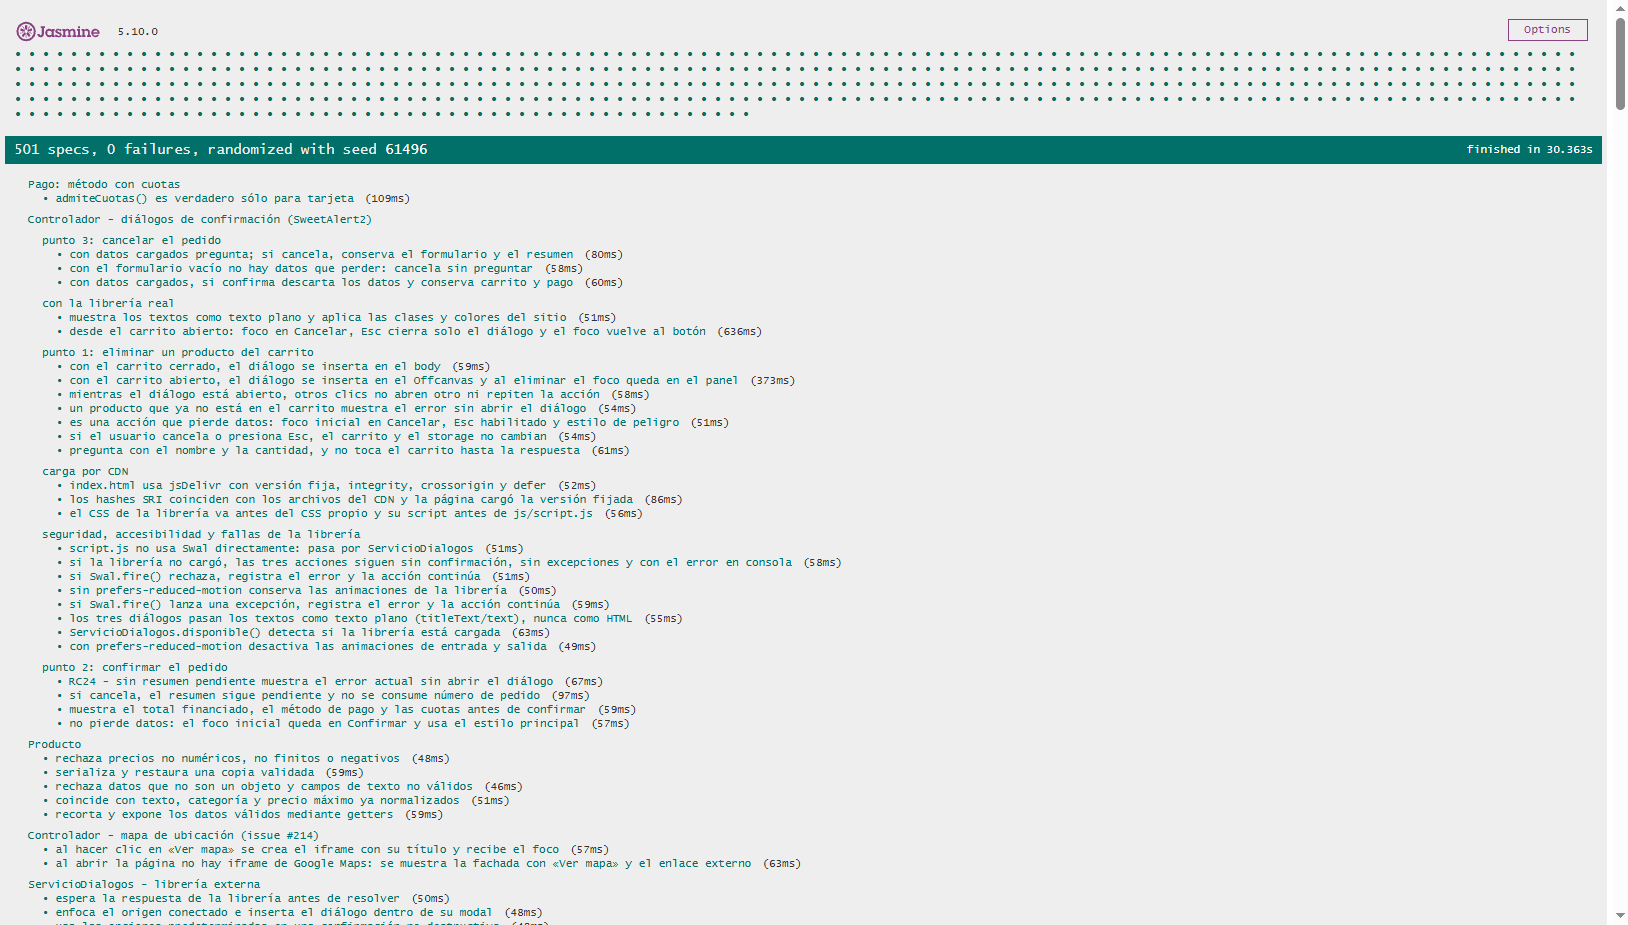 Jasmine 5.10.0
Options
501 specs, 0 failures, randomized with seed 61496
finished in 30.363s
Pago: método con cuotas
• admiteCuotas() es verdadero sólo para tarjeta (109ms)
Controlador - diálogos de confirmación (SweetAlert2)
punto 3: cancelar el pedido
• con datos cargados pregunta; si cancela, conserva el formulario y el resumen (80ms)
• con el formulario vacío no hay datos que perder: cancela sin preguntar (58ms)
• con datos cargados, si confirma descarta los datos y conserva carrito y pago (60ms)
con la librería real
• muestra los textos como texto plano y aplica las clases y colores del sitio (51ms)
• desde el carrito abierto: foco en Cancelar, Esc cierra solo el diálogo y el foco vuelve al botón (636ms)
punto 1: eliminar un producto del carrito
• con el carrito cerrado, el diálogo se inserta en el body (59ms)
• con el carrito abierto, el diálogo se inserta en el Offcanvas y al eliminar el foco queda en el panel (373ms)
• mientras el diálogo está abierto, otros clics no abren otro ni repiten la acción (58ms)
• un producto que ya no está en el carrito muestra el error sin abrir el diálogo (54ms)
• es una acción que pierde datos: foco inicial en Cancelar, Esc habilitado y estilo de peligro (51ms)
• si el usuario cancela o presiona Esc, el carrito y el storage no cambian (54ms)
• pregunta con el nombre y la cantidad, y no toca el carrito hasta la respuesta (61ms)
carga por CDN
• index.html usa jsDelivr con versión fija, integrity, crossorigin y defer (52ms)
• los hashes SRI coinciden con los archivos del CDN y la página cargó la versión fijada (86ms)
• el CSS de la librería va antes del CSS propio y su script antes de js/script.js (56ms)
seguridad, accesibilidad y fallas de la librería
• script.js no usa Swal directamente: pasa por ServicioDialogos (51ms)
• si la librería no cargó, las tres acciones siguen sin confirmación, sin excepciones y con el error en consola (58ms)
• si Swal.fire() rechaza, registra el error y la acción continúa (51ms)
• sin prefers-reduced-motion conserva las animaciones de la librería (50ms)
• si Swal.fire() lanza una excepción, registra el error y la acción continúa (59ms)
• los tres diálogos pasan los textos como texto plano (titleText/text), nunca como HTML (55ms)
• ServicioDialogos.disponible() detecta si la librería está cargada (63ms)
• con prefers-reduced-motion desactiva las animaciones de entrada y salida (49ms)
punto 2: confirmar el pedido
• RC24 - sin resumen pendiente muestra el error actual sin abrir el diálogo (67ms)
• si cancela, el resumen sigue pendiente y no se consume número de pedido (97ms)
• muestra el total financiado, el método de pago y las cuotas antes de confirmar (59ms)
• no pierde datos: el foco inicial queda en Confirmar y usa el estilo principal (57ms)
Producto
• rechaza precios no numéricos, no finitos o negativos (48ms)
• serializa y restaura una copia validada (59ms)
• rechaza datos que no son un objeto y campos de texto no válidos (46ms)
• coincide con texto, categoría y precio máximo ya normalizados (51ms)
• recorta y expone los datos válidos mediante getters (59ms)
Controlador - mapa de ubicación (issue #214)
• al hacer clic en «Ver mapa» se crea el iframe con su título y recibe el foco (57ms)
• al abrir la página no hay iframe de Google Maps: se muestra la fachada con «Ver mapa» y el enlace externo (63ms)
ServicioDialogos - librería externa
• espera la respuesta de la librería antes de resolver (50ms)
• enfoca el origen conectado e inserta el diálogo dentro de su modal (48ms)